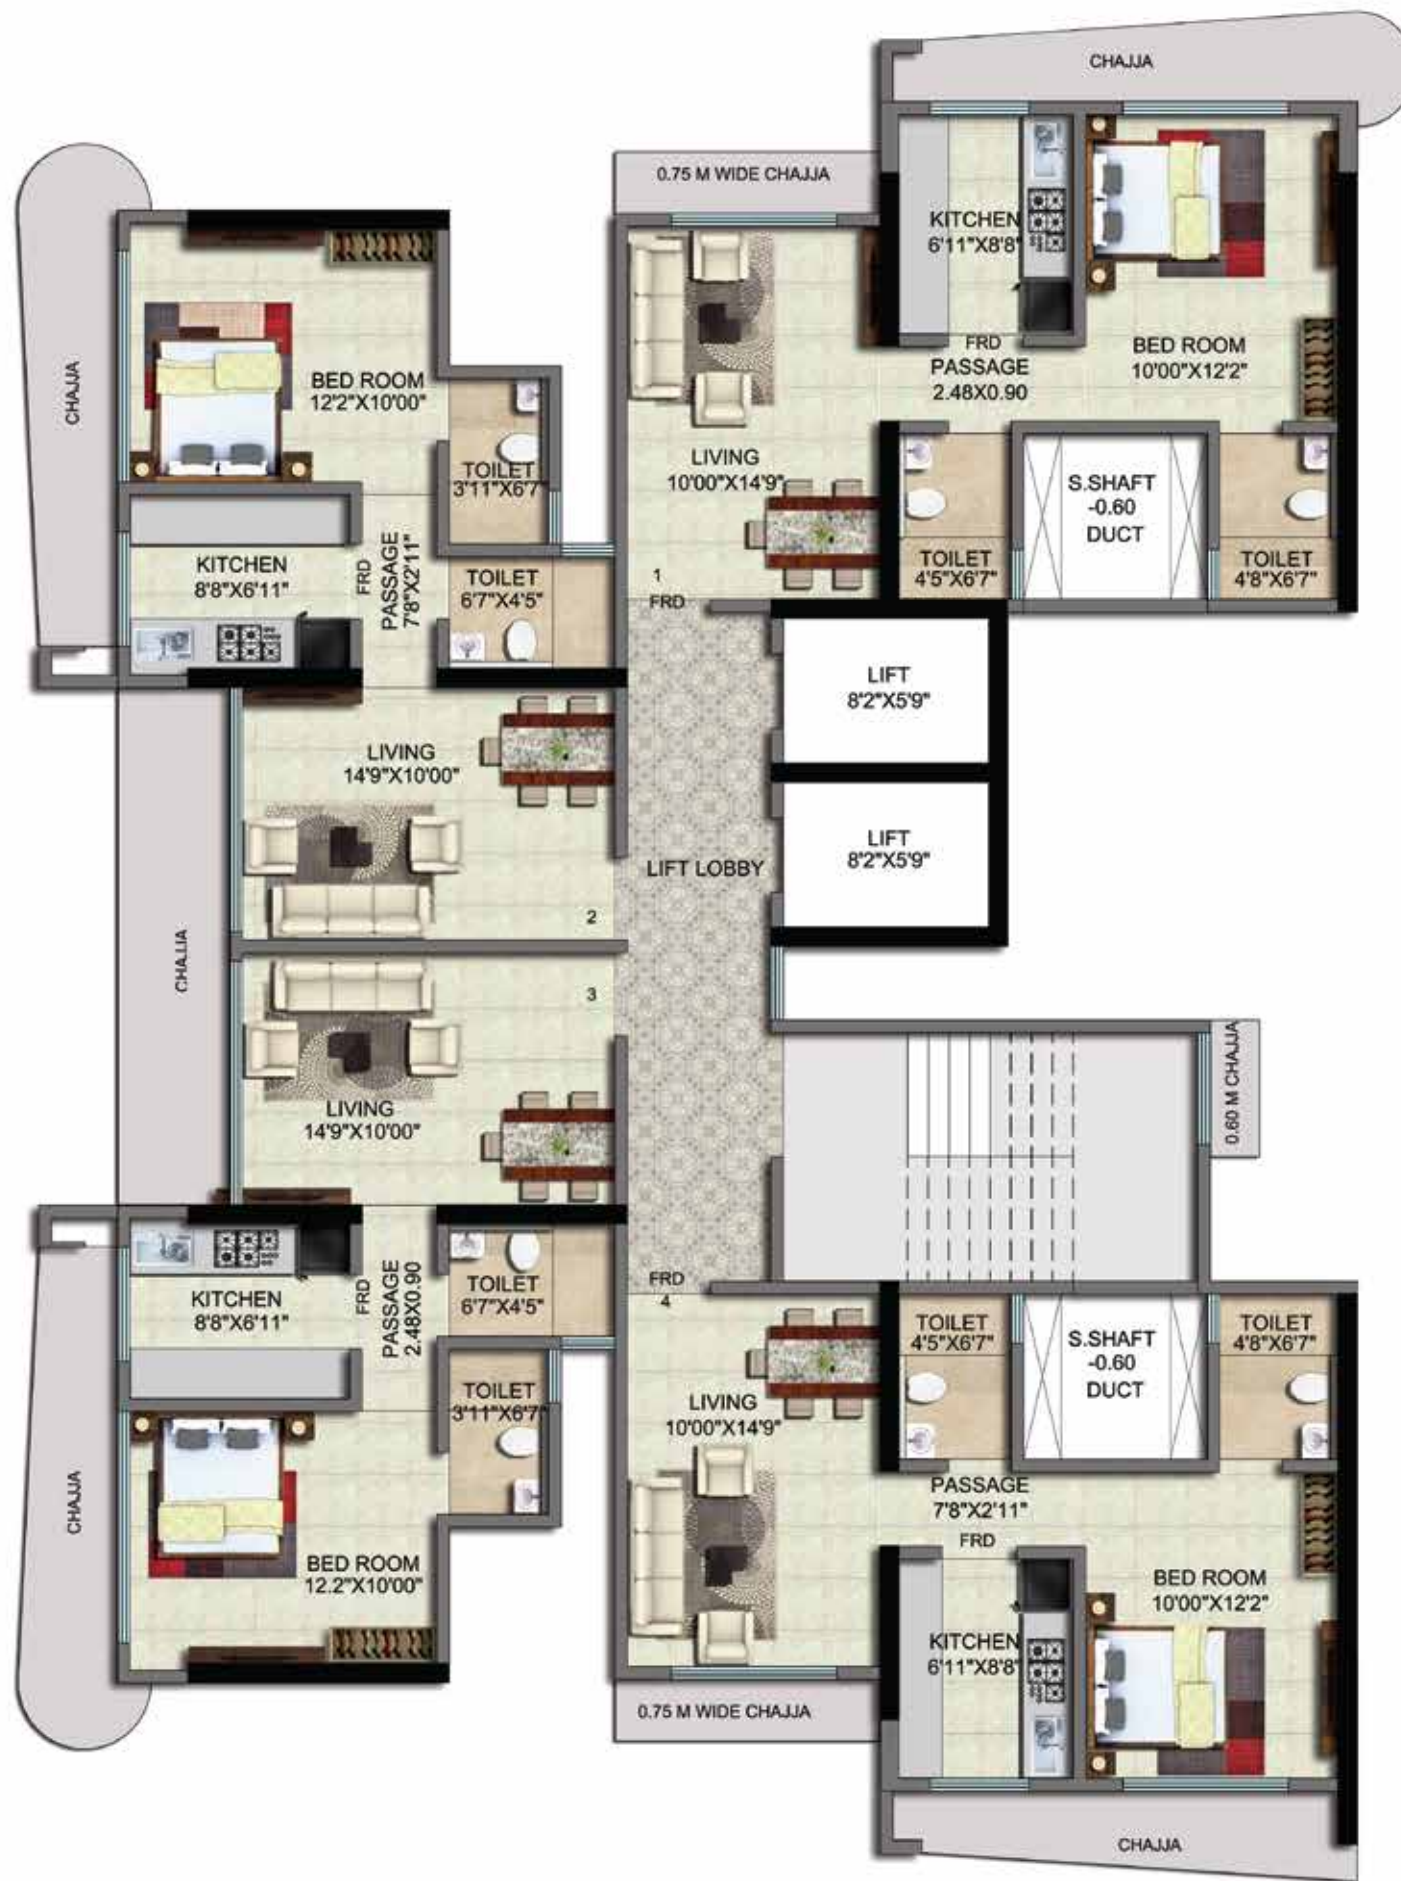 CHAJJA
0.75 M WIDE CHAJJA
KITCHEN
6'11"X8'8"
FRD
PASSAGE
2.48X0.90
BED ROOM
10'00"X12'2"
CHAJJA
BED ROOM
12'2"X10'00"
TOILET
3'11"X6'7"
LIVING
10'00"X14'9"
S.SHAFT
-0.60
DUCT
TOILET
4'5"X6'7"
TOILET
4'8"X6'7"
KITCHEN
8'8"X6'11"
FRD
PASSAGE
7'8"X2'11"
TOILET
6'7"X4'5"
1
FRD
LIFT
8'2"X5'9"
LIVING
14'9"X10'00"
LIFT
8'2"X5'9"
LIFT LOBBY
2
CHAJJA
3
LIVING
14'9"X10'00"
0.60 M CHAJJA
KITCHEN
8'8"X6'11"
FRD
PASSAGE
2.48X0.90
TOILET
6'7"X4'5"
FRD
4
TOILET
4'5"X6'7"
S.SHAFT
-0.60
DUCT
TOILET
4'8"X6'7"
TOILET
3'11"X6'7"
LIVING
10'00"X14'9"
CHAJJA
PASSAGE
7'8"X2'11"
FRD
BED ROOM
12.2"X10'00"
BED ROOM
10'00"X12'2"
KITCHEN
6'11"X8'8"
0.75 M WIDE CHAJJA
CHAJJA